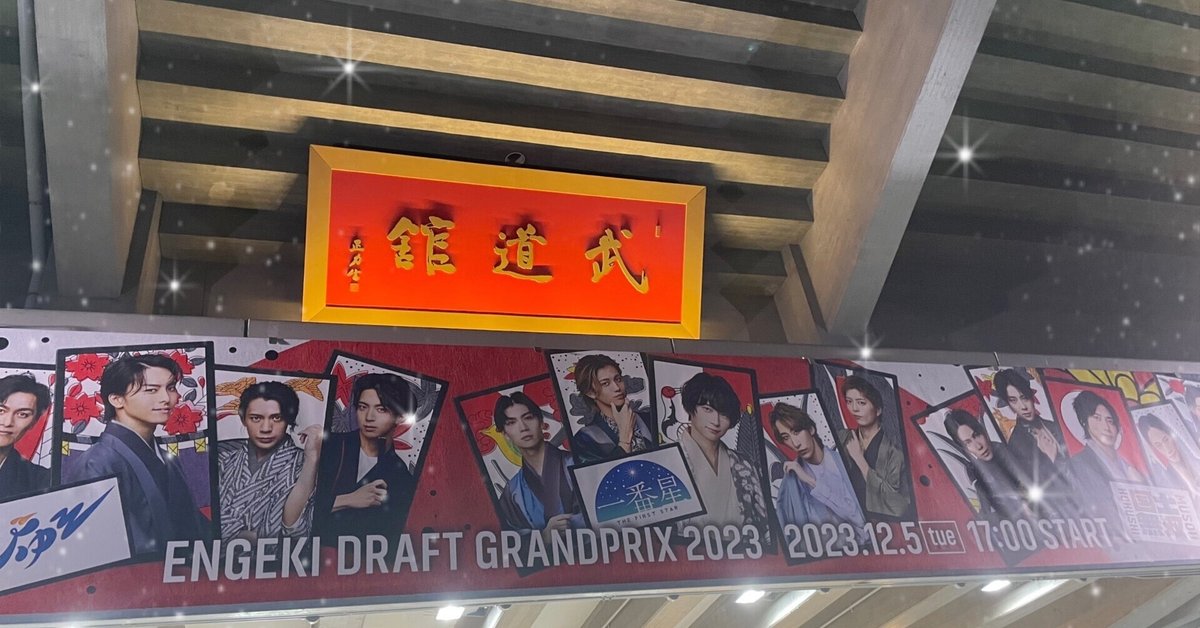 武道館
一番星
THE FIRST STAR
ENGEKI DRAFT GRANDPRIX 2023 2023.12.5 tue 17:00 START